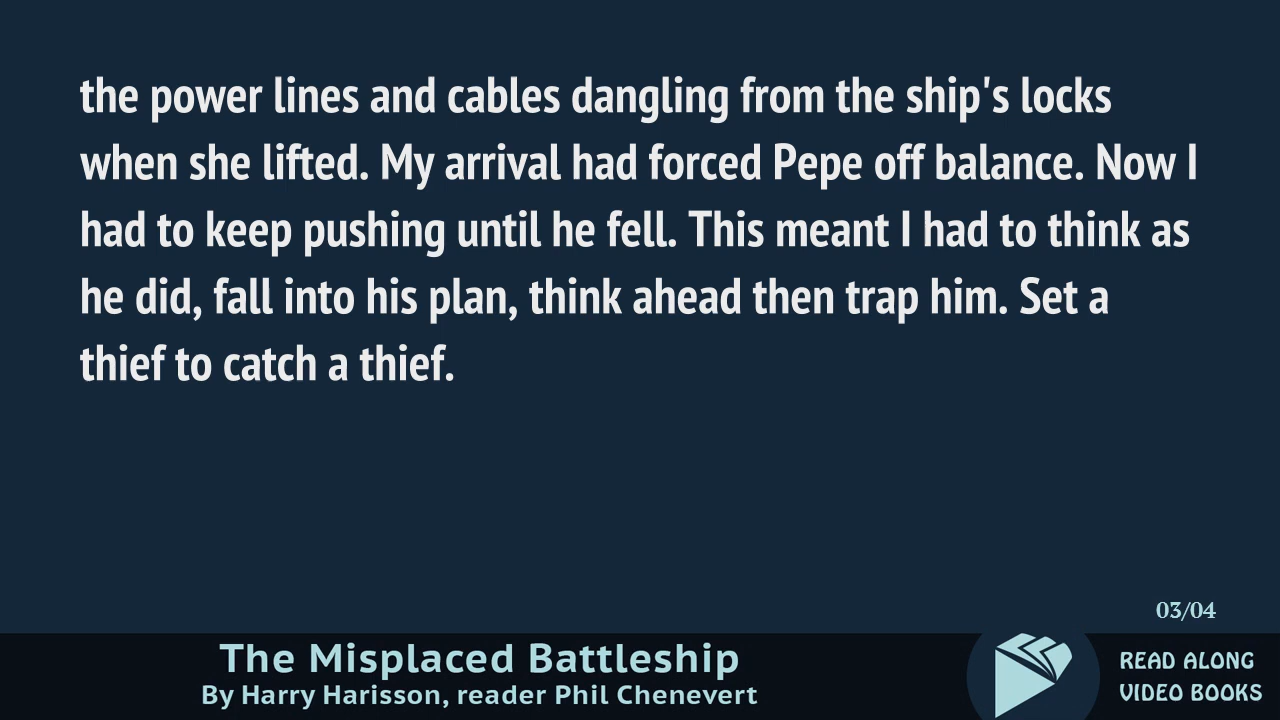 the power lines and cables dangling from the ship's locks
when she lifted. My arrival had forced Pepe off balance. Now I
had to keep pushing until he fell. This meant I had to think as
he did, fall into his plan, think ahead then trap him. Set a
thief to catch a thief.
03/04
The Misplaced Battleship
By Harry Harisson, reader Phil Chenevert
READ ALONG
VIDEO BOOKS